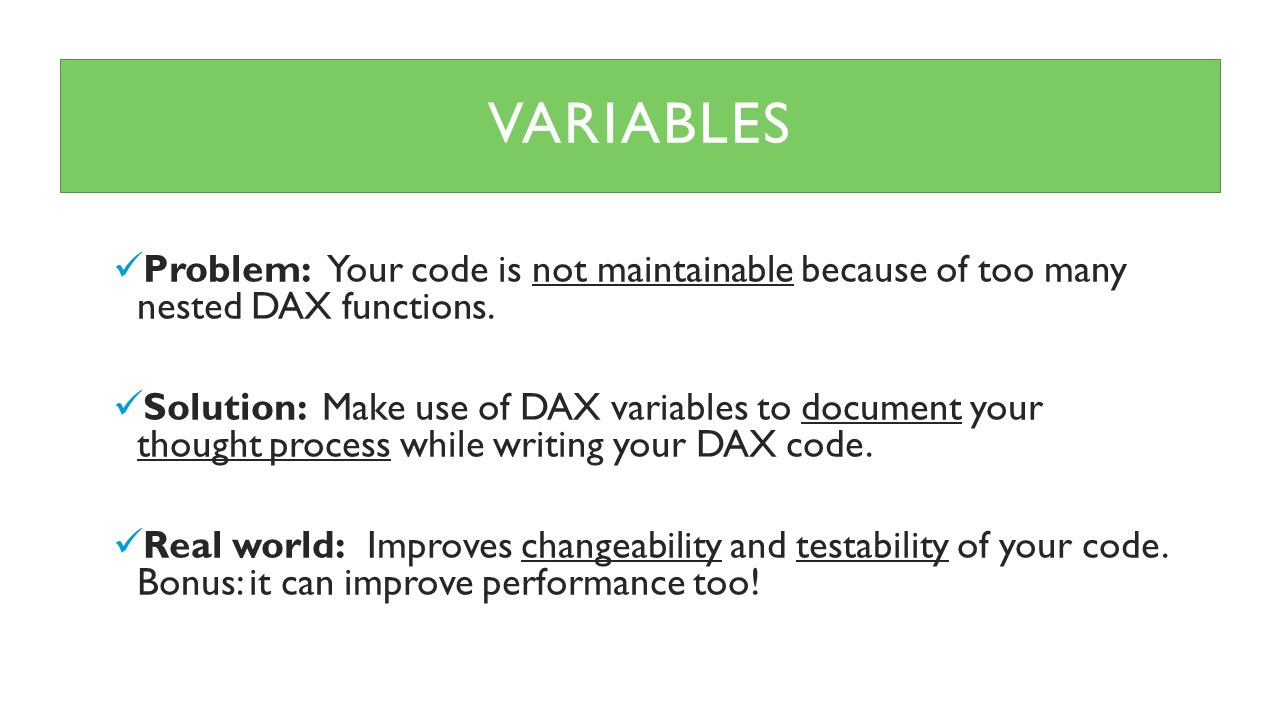 VARIABLES
✓Problem: Your code is not maintainable because of too many
nested DAX functions.
✓Solution: Make use of DAX variables to document your
thought process while writing your DAX code.
✓Real world: Improves changeability and testability of your code.
Bonus: it can improve performance too!